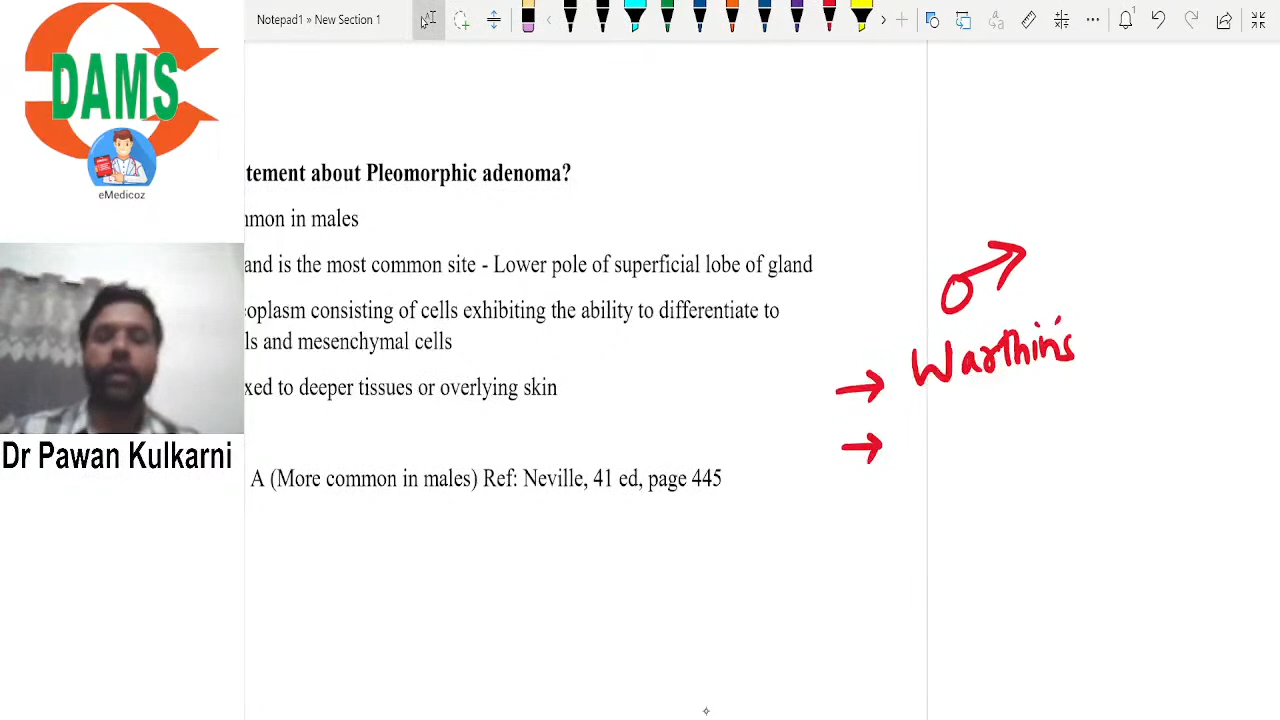 Notepad1 » New Section 1
DAMS
eMedicoz
tement about Pleomorphic adenoma?
mmon in males
and is the most common site - Lower pole of superficial lobe of gland
oplasm consisting of cells exhibiting the ability to differentiate to
ls and mesenchymal cells
xed to deeper tissues or overlying skin
A (More common in males) Ref: Neville, 41 ed, page 445
♂
→ Warthin's
→
Dr Pawan Kulkarni